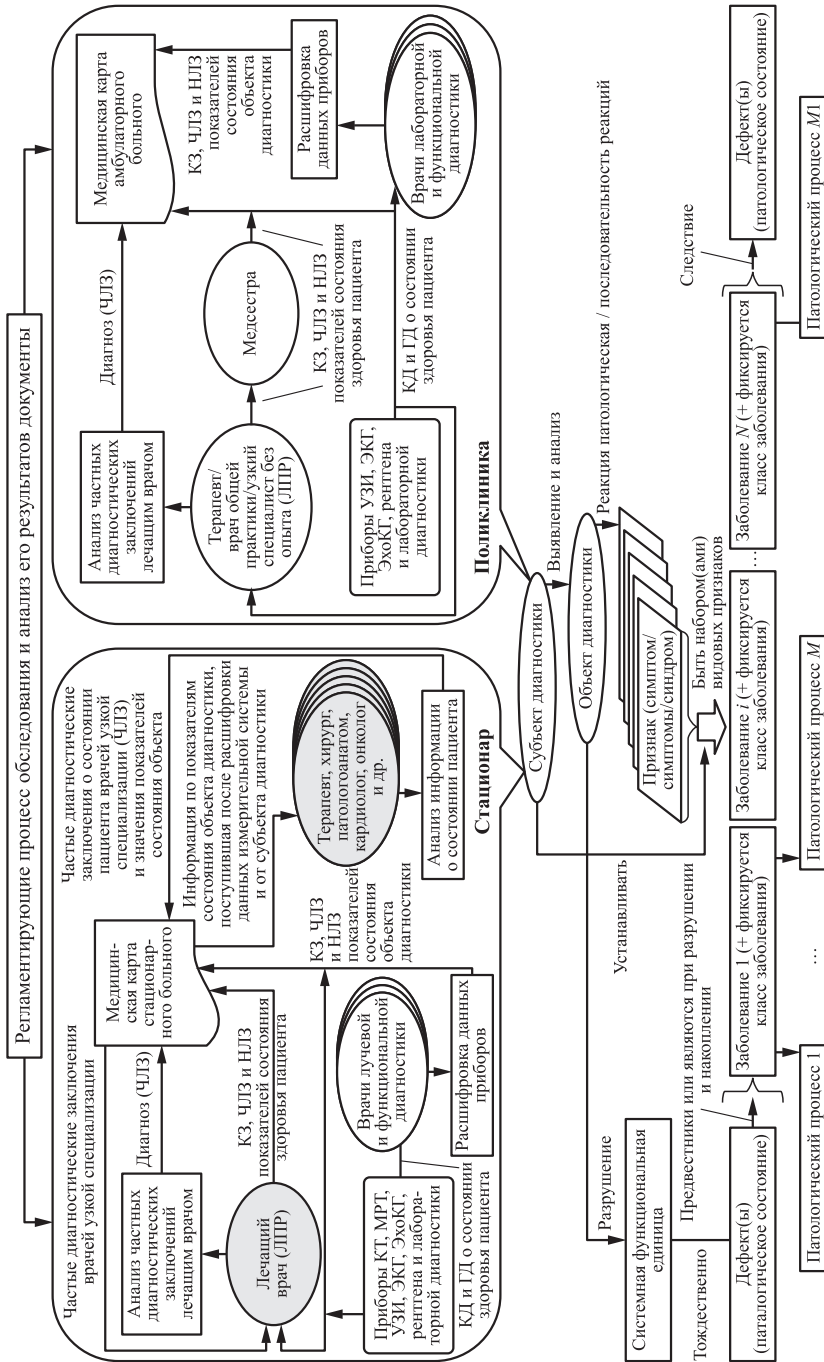 Регламентирующие процесс обследования и анализ его результатов документы
Частые диагностические заключения
врачей узкой специализации
Анализ частных
диагностических
заключений
лечащим врачом
Диагноз (ЧЛЗ)
Медицин-
ская карта
стационар-
ного больного
Частые диагностические
заключения о состоянии
пациента врачей узкой
специализации (ЧЛЗ)
и значения показателей
состояния объекта
Информация по показателям
состояния объекта диагностики,
поступившая после расшифровки
данных измерительной системы
и от субъекта диагностики
Лечащий
врач (ЛПР)
КЗ, ЧЛЗ и НЛЗ
показателей состояния
здоровья пациента
Врачи лучевой
и функциональной
диагностики
КЗ, ЧЛЗ
и НЛЗ
показателей
состояния
объекта
диагностики
Терапевт, хирург,
патологоанатом,
кардиолог, онколог
и др.
Приборы КТ, МРТ,
УЗИ, ЭКГ, ЭхоКГ,
рентгена и лабора-
торной диагностики
КД и ГД о состоянии
здоровья пациента
Расшифровка данных
приборов
Анализ информации
о состоянии пациента
Стационар
Анализ частных
диагностических
заключений
лечащим врачом
Диагноз (ЧЛЗ)
Медицинская карта
амбулаторного
больного
Терапевт/
врач общей
практики/узкий
специалист без
опыта (ЛПР)
Медсестра
КЗ, ЧЛЗ и НЛЗ
показателей состояния
здоровья пациента
КЗ, ЧЛЗ и НЛЗ
показателей
состояния
объекта
диагностики
Расшифровка
данных приборов
Приборы УЗИ, ЭКГ,
ЭхоКГ, рентгена
и лабораторной
диагностики
КД и ГД о состоянии
здоровья пациента
Врачи лабораторной
и функциональной
диагностики
Поликлиника
Субъект диагностики
Выявление и анализ
Объект диагностики
Реакция патологическая / последовательность реакций
Разрушение
Признак (симптом/
симптомы/синдром)
Устанавливать
Быть набором(ами)
видовых признаков
Системная функциональная
единица
Тождественно
Предвестники или являются при разрушении
и накоплении
Следствие
Дефект(ы)
(паталогическое состояние)
Заболевание 1 (+ фиксируется
класс заболевания)
Заболевание i (+ фиксируется
класс заболевания)
...
Заболевание N (+ фиксируется
класс заболевания)
Дефект(ы)
(патологическое состояние)
Патологический процесс 1
...
Патологический процесс M
Патологический процесс M1